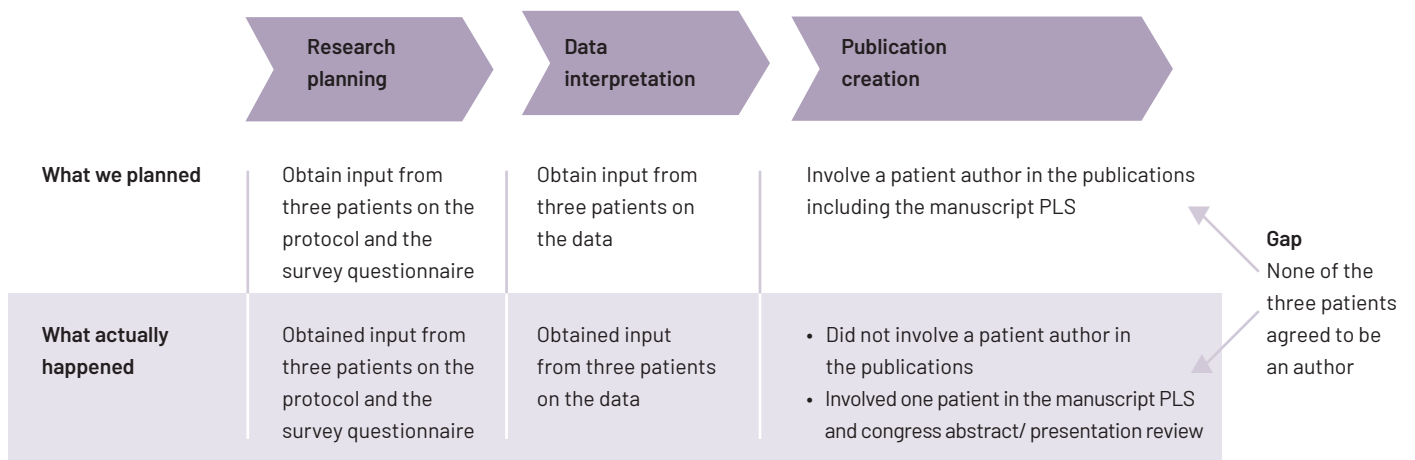 Research
planning
Data
interpretation
Publication
creation
What we planned
Obtain input from
three patients on the
protocol and the
survey questionnaire
Obtain input from
three patients on
the data
Involve a patient author in the publications
including the manuscript PLS
Gap
None of the
three patients
agreed to be
an author
What actually
happened
Obtained input from
three patients on the
protocol and the
survey questionnaire
Obtained input
from three patients
on the data
• Did not involve a patient author in
the publications
• Involved one patient in the manuscript PLS
and congress abstract/ presentation review